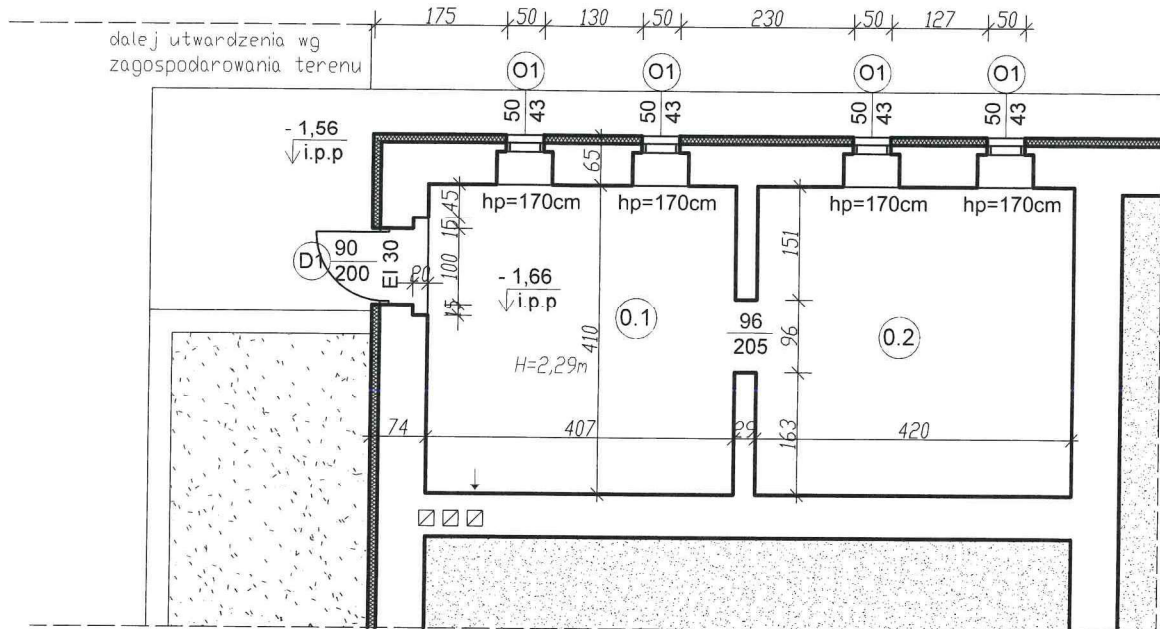 175 50 130 50 230 50 127 50
dalej utwardzenia wg
zagospodarowania terenu
O1 O1 O1 O1
50 43 50 43 50 43 50 43
- 1,56
i.p.p
65
hp=170cm hp=170cm hp=170cm hp=170cm
45
15
100
15
D1
90
200
EI 30
20
- 1,66
i.p.p
0.1
H=2,29m
410
151
96
205
96
163
0.2
74 407 29 420